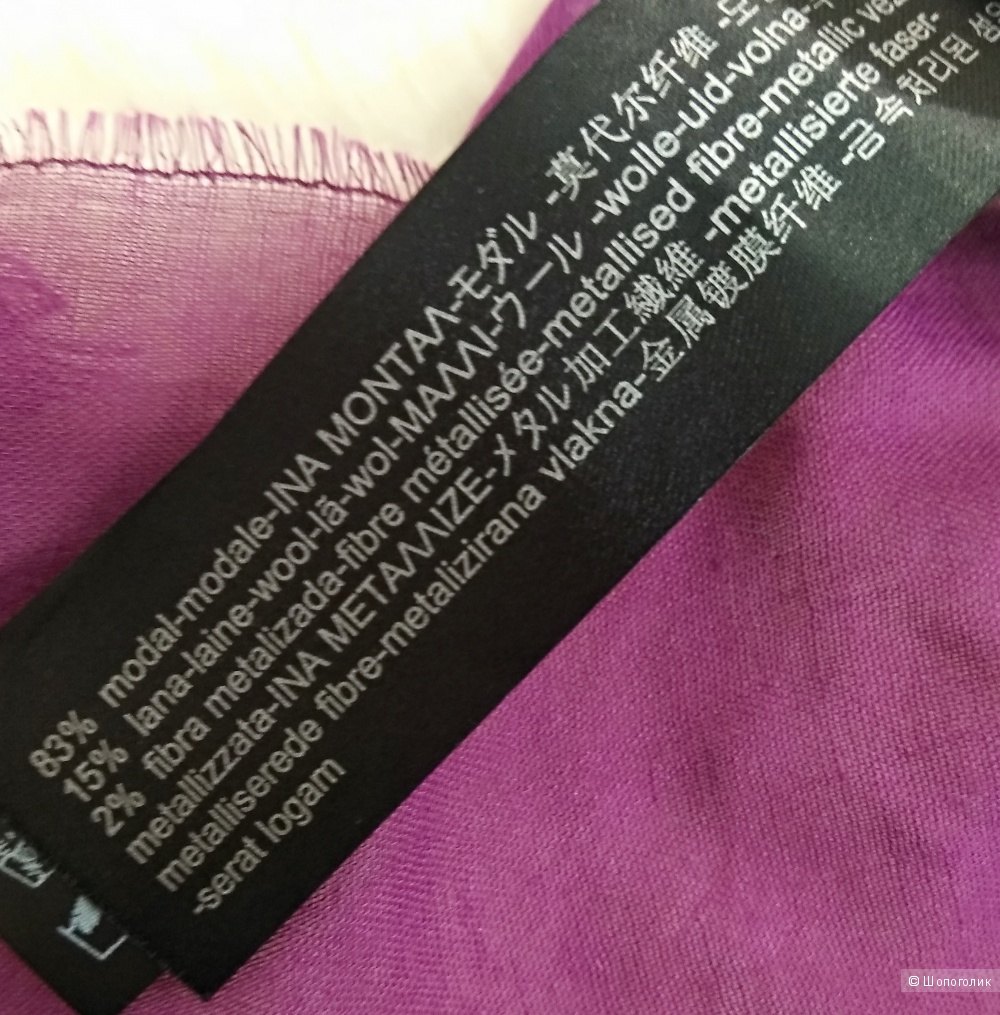 83% modal-modale-INA MONTAΛ-モダル -莫代尔纤维
15% lana-laine-wool-lã-wol-MAΛΛI-ウール -wolle-uld-volna-
2% fibra metalizada-fibre métallisée-metallised fibre-metallic
metallizzata-INA METAΛΛIZE-メタル加工繊維 -metallisierte faser-
metalliserede fibre-metalizirana vlakna-金属镀膜纤维 -금속처리된
-serat logam
© Шопоголик